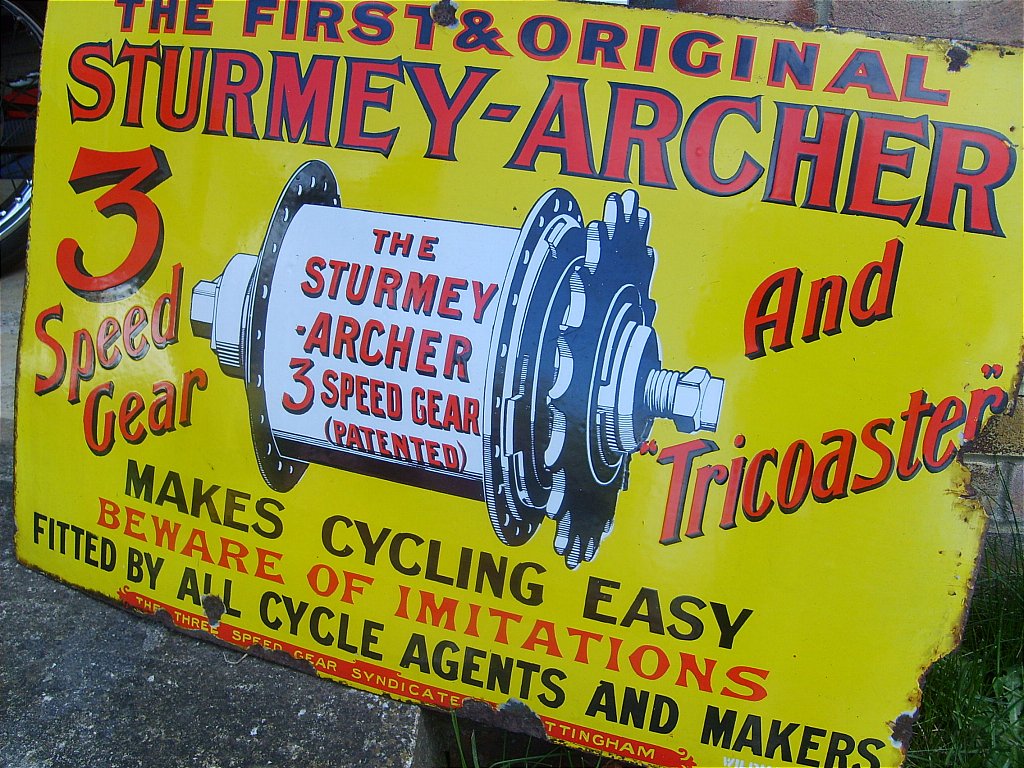 THE FIRST & ORIGINAL
STURMEY-ARCHER
3
Speed
Gear
And
"Tricoaster"
THE
STURMEY
-ARCHER
3 SPEED GEAR
(PATENTED)
MAKES CYCLING EASY
BEWARE OF IMITATIONS
FITTED BY ALL CYCLE AGENTS AND MAKERS
THE THREE SPEED GEAR SYNDICATE